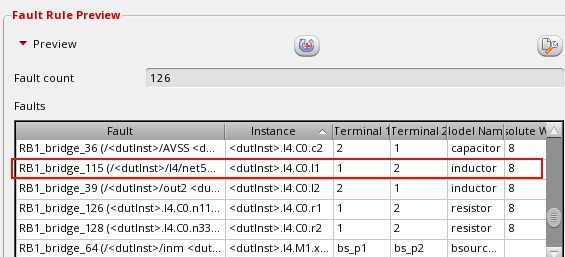 Fault Rule Preview
Preview
Fault count 126
Faults
Fault Instance Terminal 1 Terminal 2 lodel Nam solute W
RB1_bridge_36 (/<dutInst>/AVSS <d... <dutInst>.I4.C0.c2 2 1 capacitor 8
RB1_bridge_115 (/<dutInst>/I4/net5... <dutInst>.I4.C0.l1 1 2 inductor 8
RB1_bridge_39 (/<dutInst>/out2 <du... <dutInst>.I4.C0.l2 2 1 inductor 8
RB1_bridge_126 (<dutInst>.I4.C0.n11... <dutInst>.I4.C0.r1 1 2 resistor 8
RB1_bridge_128 (<dutInst>.I4.C0.n33... <dutInst>.I4.C0.r2 1 2 resistor 8
RB1_bridge_64 (/<dutInst>/inm <dut... <dutInst>.I4.M1.x... bs_p1 bs_p2 bsourc...